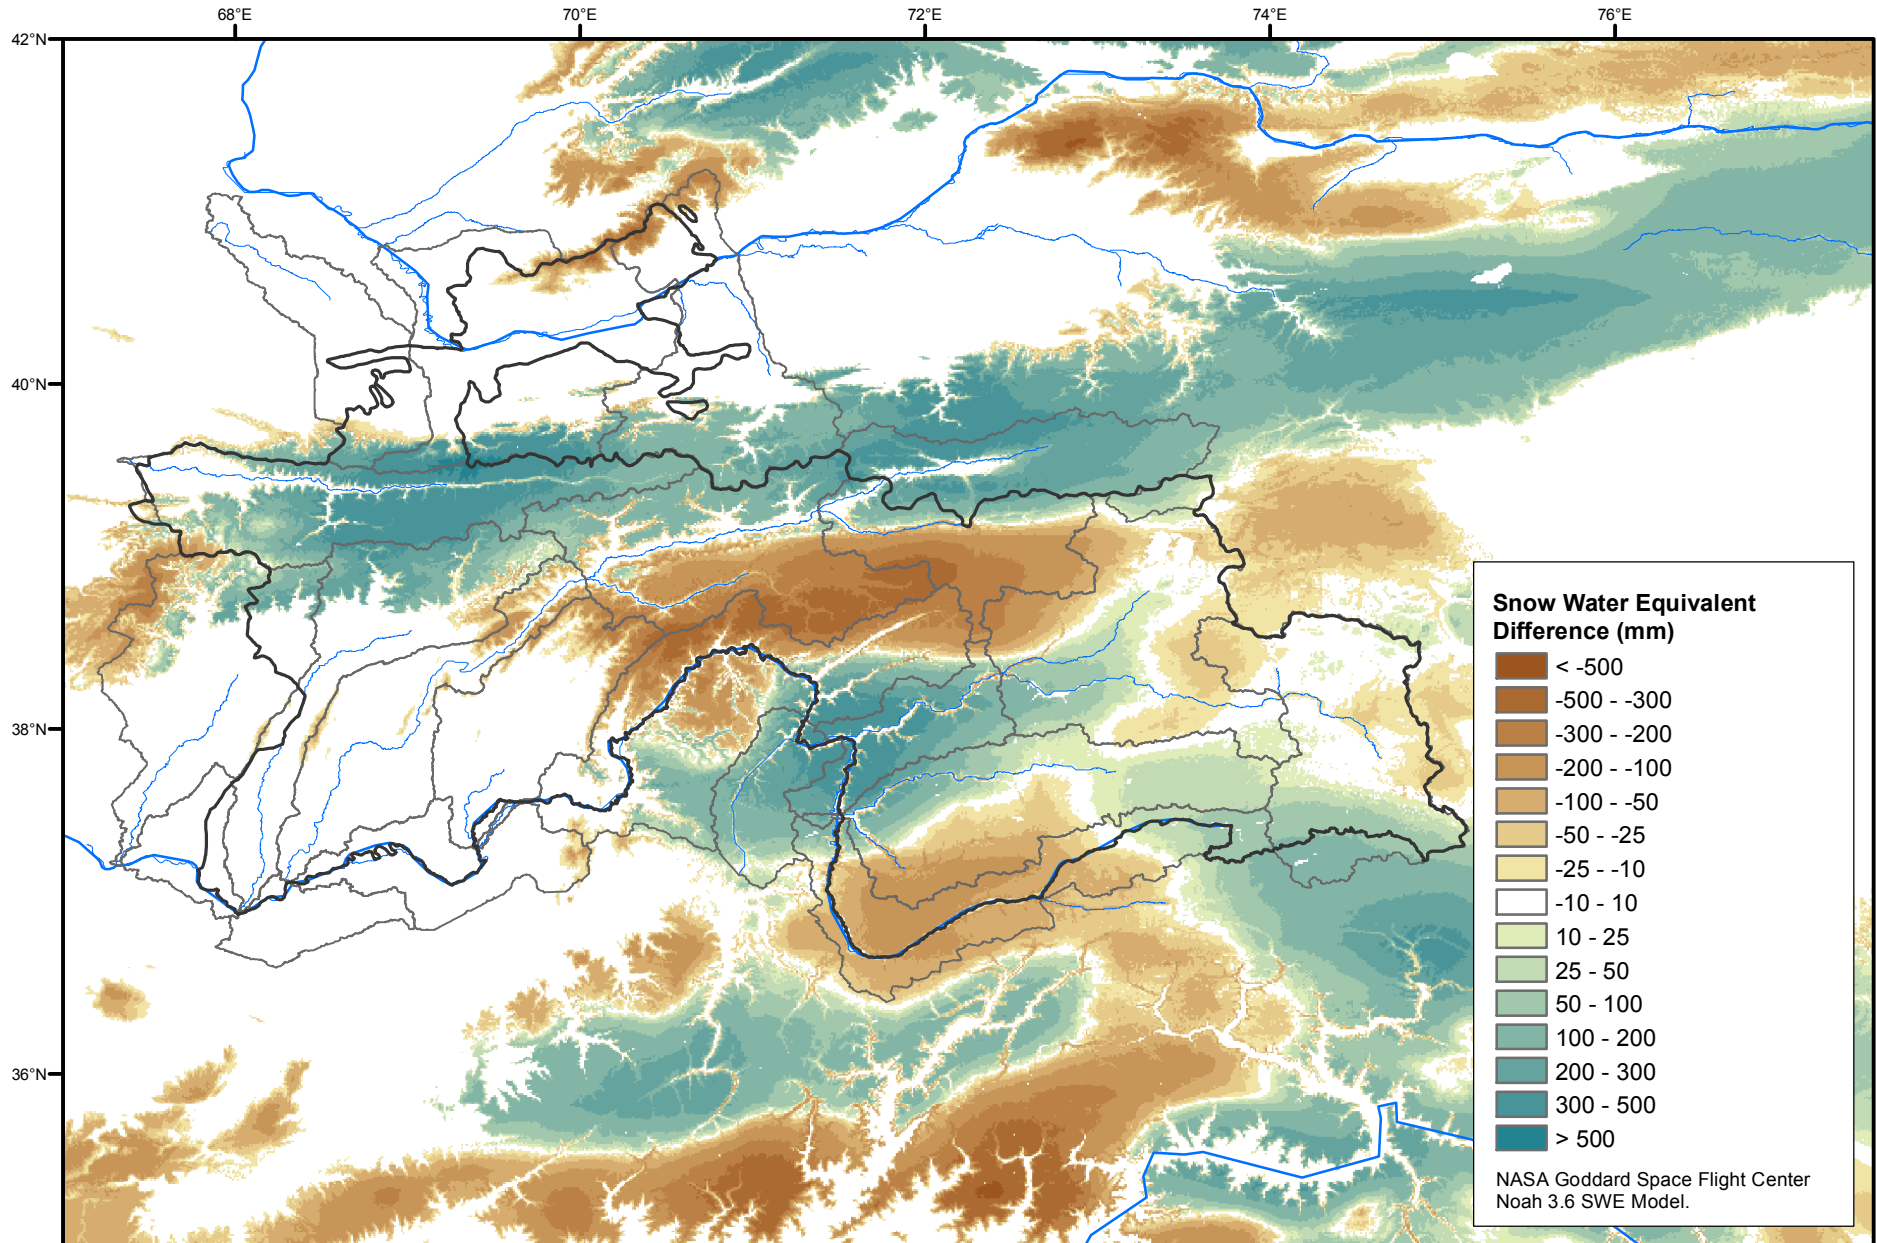 68°E
70°E
72°E
74°E
76°E
42°N
40°N
38°N
36°N
Snow Water Equivalent
Difference (mm)
< -500
-500 - -300
-300 - -200
-200 - -100
-100 - -50
-50 - -25
-25 - -10
-10 - 10
10 - 25
25 - 50
50 - 100
100 - 200
200 - 300
300 - 500
> 500
NASA Goddard Space Flight Center
Noah 3.6 SWE Model.